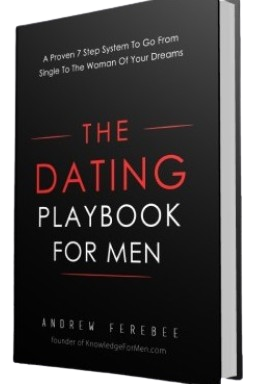 A Proven 7 Step System To Go From
Single To The Woman Of Your Dreams
THE
DATING
PLAYBOOK
FOR MEN
ANDREW FEREBEE
founder of KnowledgeForMen.com